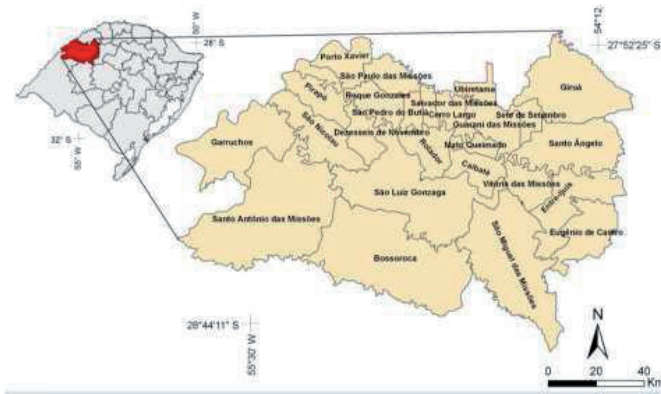 50° W
28° S
32° S
55° W
54°12.
27°52'25" S
Porto Xavier
São Paulo das Missões
Ubiretama
Giruá
Pirapó
Roque Gonzales
Salvador das Missões
São Pedro do Butiá
Cerro Largo
Sete de Setembro
Guarani das Missões
São Nicolau
Dezesseis de Novembro
Rolador
Mato Queimado
Santo Ângelo
Garruchos
Caibaté
Vitória das Missões
São Luiz Gonzaga
Entre-Ijuís
Santo Antônio das Missões
Eugênio de Castro
São Miguel das Missões
Bossoroca
28°44'11" S
55°30' W
N
0 20 40
Km